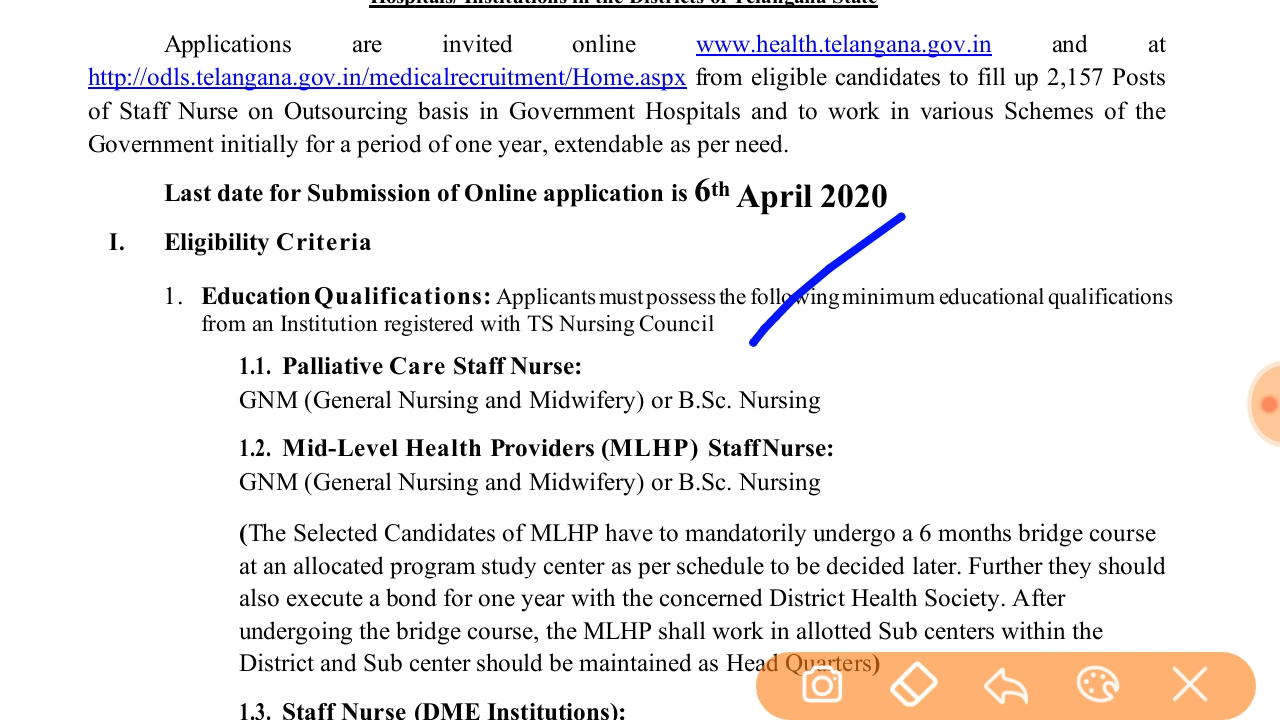 Hospitals/ Institutions in the Districts of Telangana State
Applications are invited online www.health.telangana.gov.in and at
http://odls.telangana.gov.in/medicalrecruitment/Home.aspx from eligible candidates to fill up 2,157 Posts
of Staff Nurse on Outsourcing basis in Government Hospitals and to work in various Schemes of the
Government initially for a period of one year, extendable as per need.
Last date for Submission of Online application is 6th April 2020
I. Eligibility Criteria
1. Education Qualifications: Applicants must possess the following minimum educational qualifications
from an Institution registered with TS Nursing Council
1.1. Palliative Care Staff Nurse:
GNM (General Nursing and Midwifery) or B.Sc. Nursing
1.2. Mid-Level Health Providers (MLHP) Staff Nurse:
GNM (General Nursing and Midwifery) or B.Sc. Nursing
(The Selected Candidates of MLHP have to mandatorily undergo a 6 months bridge course
at an allocated program study center as per schedule to be decided later. Further they should
also execute a bond for one year with the concerned District Health Society. After
undergoing the bridge course, the MLHP shall work in allotted Sub centers within the
District and Sub center should be maintained as Head Quarters)
1.3. Staff Nurse (DME Institutions):